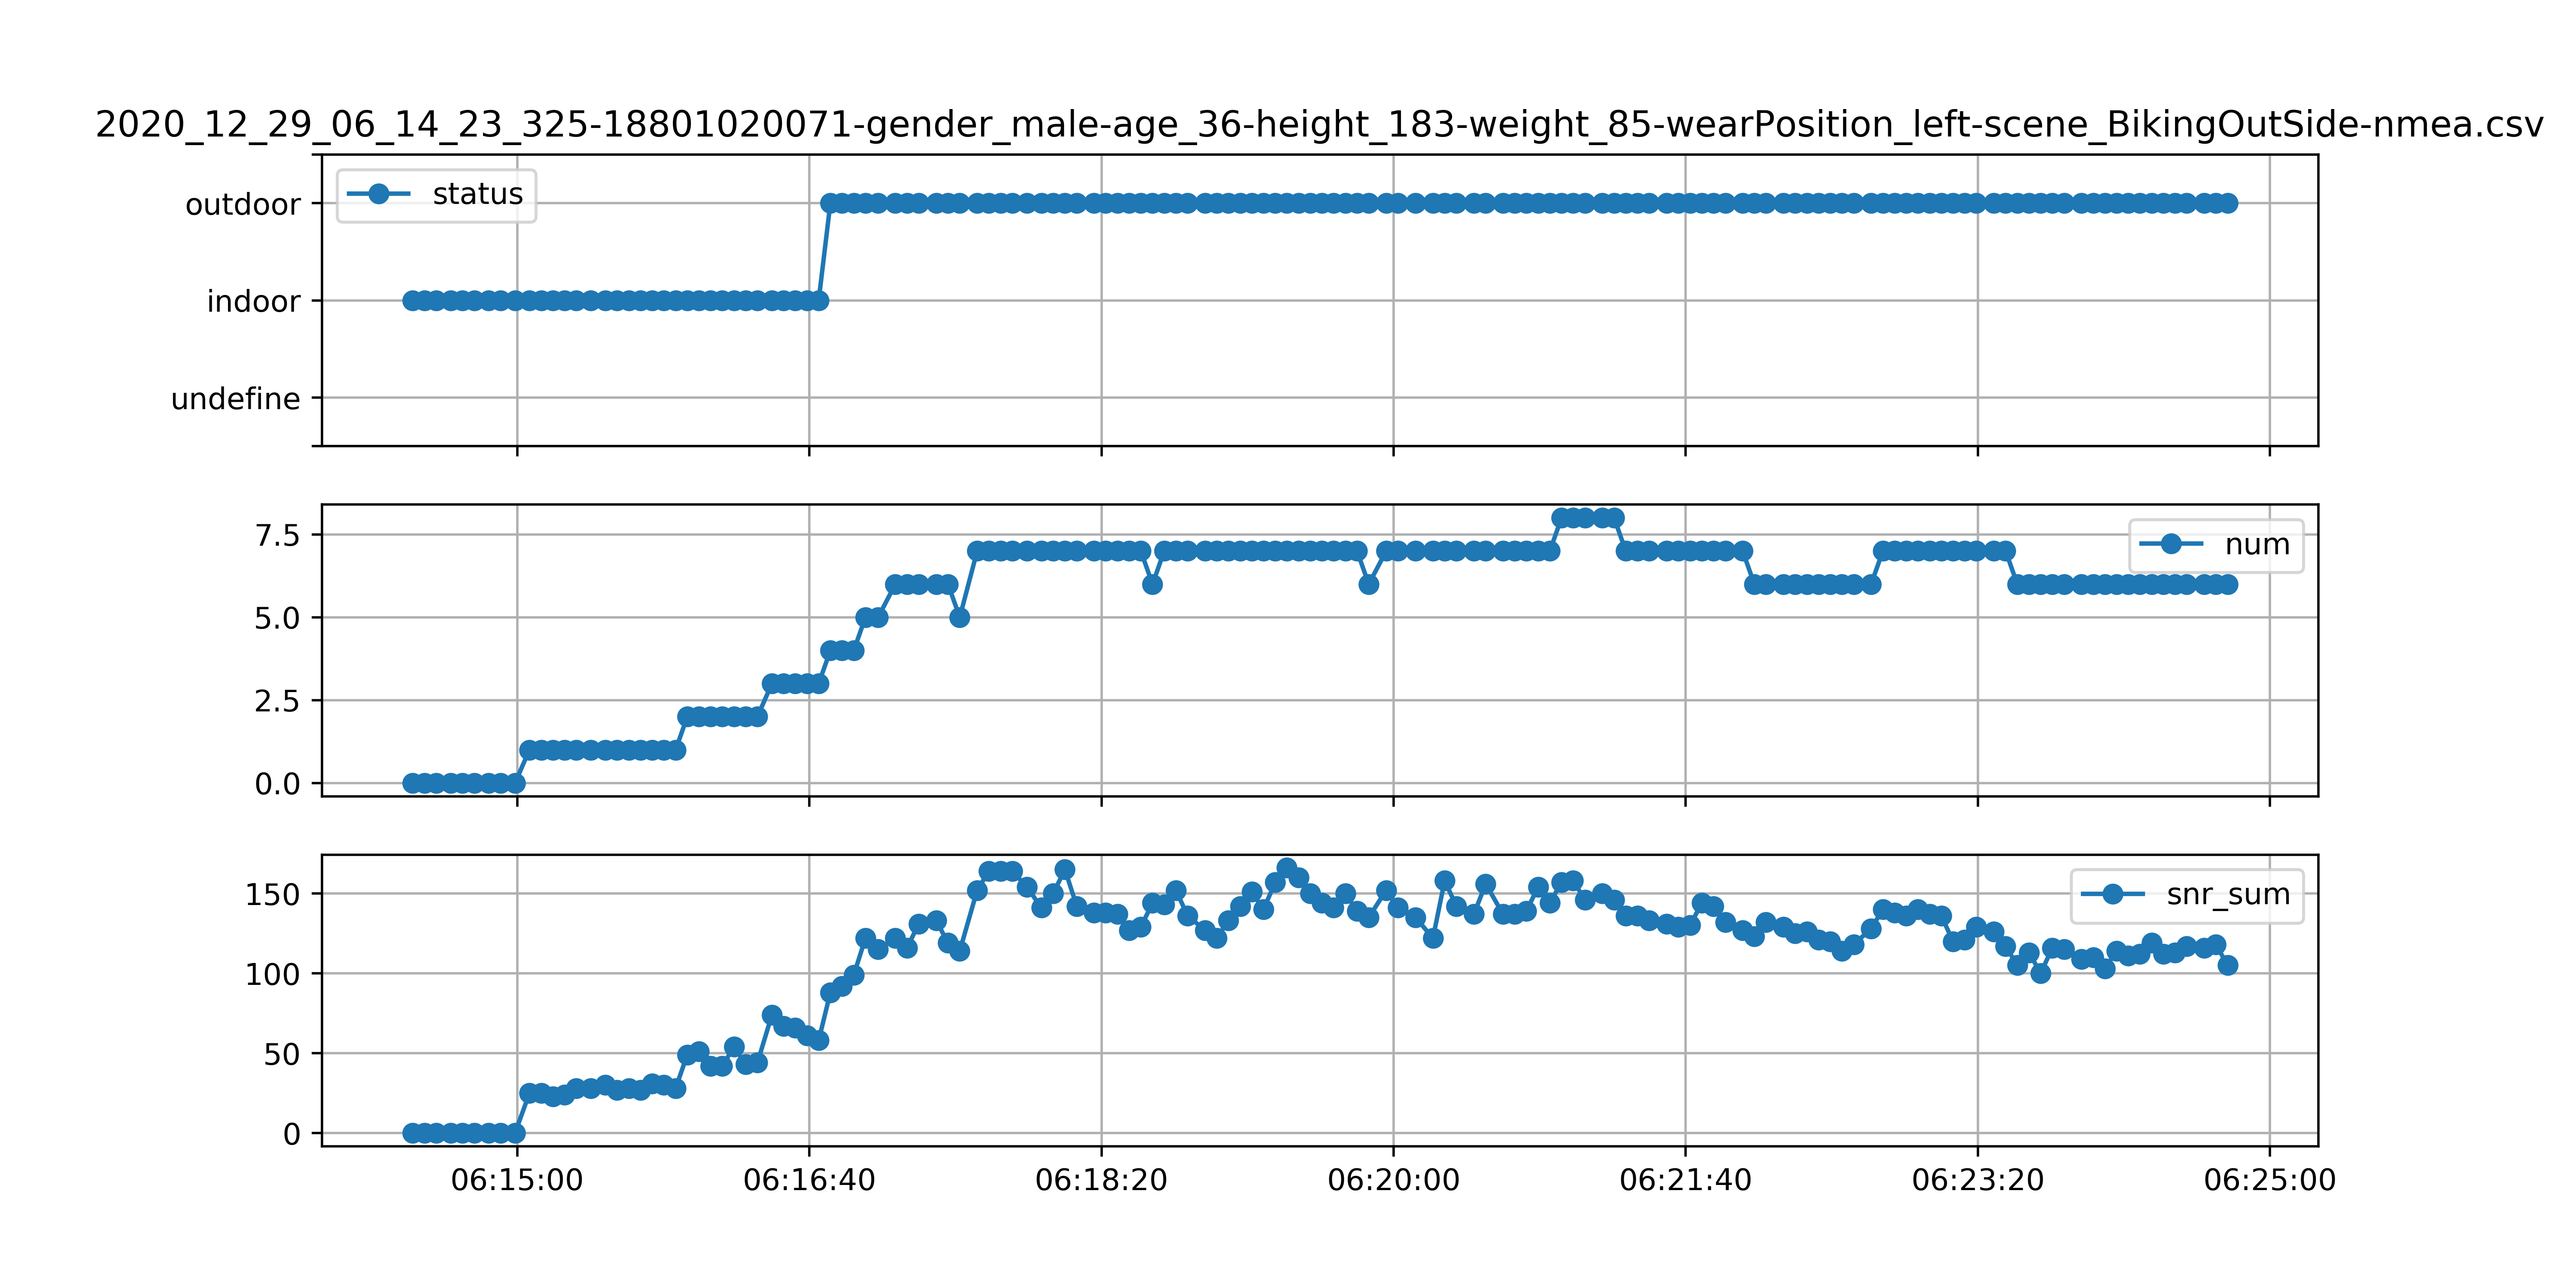 2020_12_29_06_14_23_325-18801020071-gender_male-age_36-height_183-weight_85-wearPosition_left-scene_BikingOutSide-nmea.csv
status
outdoor
indoor
undefine
num
7.5
5.0
2.5
0.0
snr_sum
150
100
50
0
06:15:00 06:16:40 06:18:20 06:20:00 06:21:40 06:23:20 06:25:00